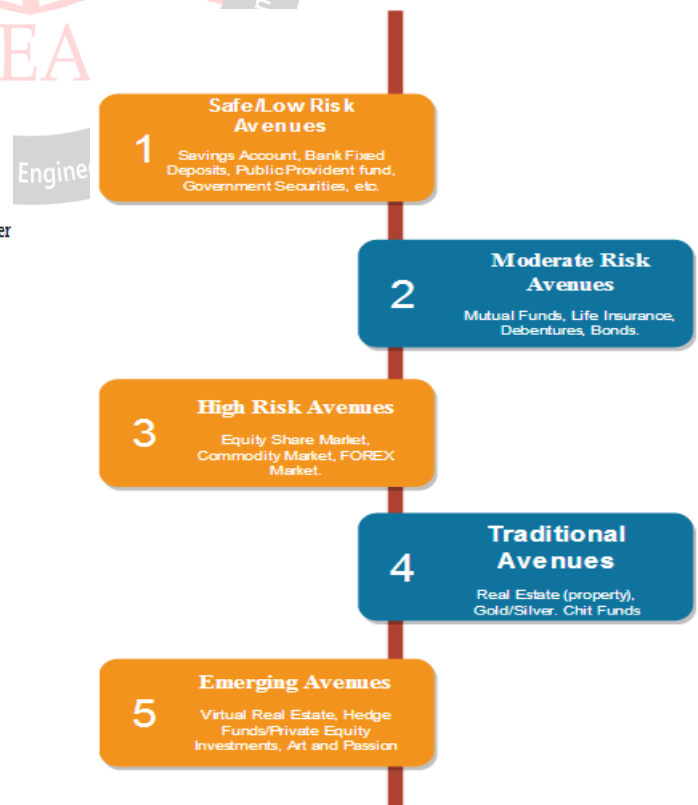 EA
Engine
er
1
Safe/Low Risk
Avenues
Savings Account, Bank Fixed
Deposits, Public Provident fund,
Government Securities, etc.
2
Moderate Risk
Avenues
Mutual Funds, Life Insurance,
Debentures, Bonds.
3
High Risk Avenues
Equity Share Market,
Commodity Market, FOREX
Market.
4
Traditional
Avenues
Real Estate (property),
Gold/Silver. Chit Funds
5
Emerging Avenues
Virtual Real Estate, Hedge
Funds/Private Equity
Investments, Art and Passion